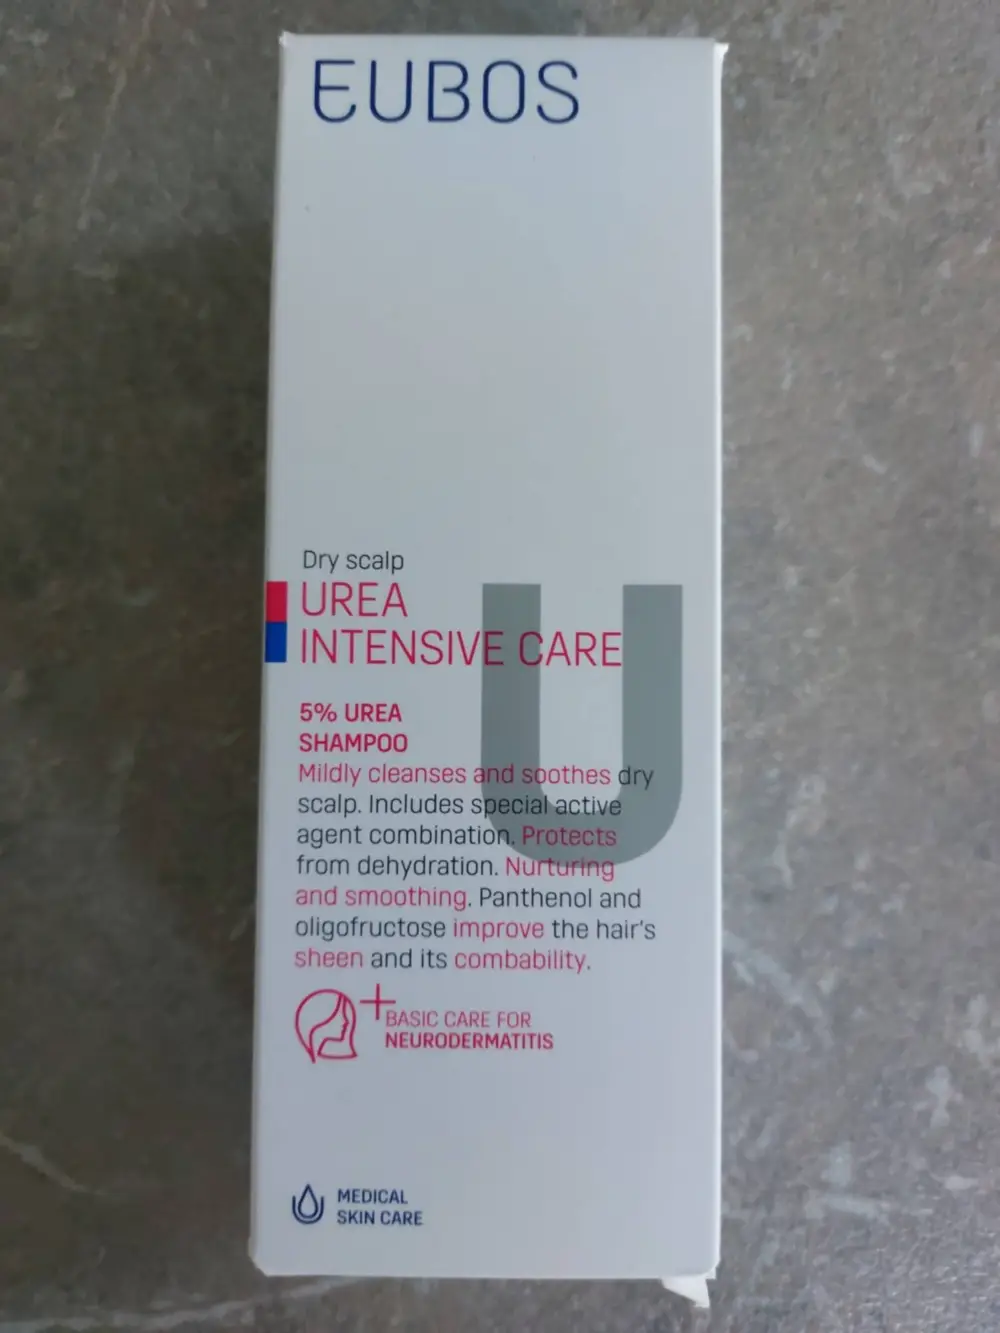 EUBOS
Dry scalp
UREA
INTENSIVE CARE
U
5% UREA
SHAMPOO
Mildly cleanses and soothes dry
scalp. Includes special active
agent combination. Protects
from dehydration. Nurturing
and smoothing. Panthenol and
oligofructose improve the hair's
sheen and its combability.
BASIC CARE FOR
NEURODERMATITIS
MEDICAL
SKIN CARE